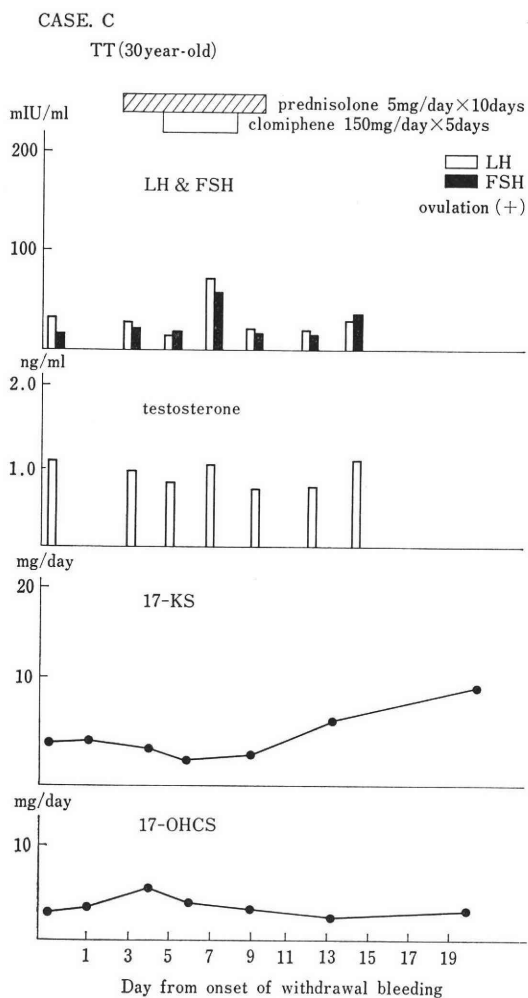 CASE. C
TT (30 year-old)
prednisolone 5mg/day×10days
clomiphene 150mg/day×5days
mIU/ml
200
100
LH & FSH
LH
FSH
ovulation (+)
ng/ml
2.0
1.0
testosterone
mg/day
20
10
17-KS
mg/day
10
17-OHCS
1 3 5 7 9 11 13 15 17 19
Day from onset of withdrawal bleeding